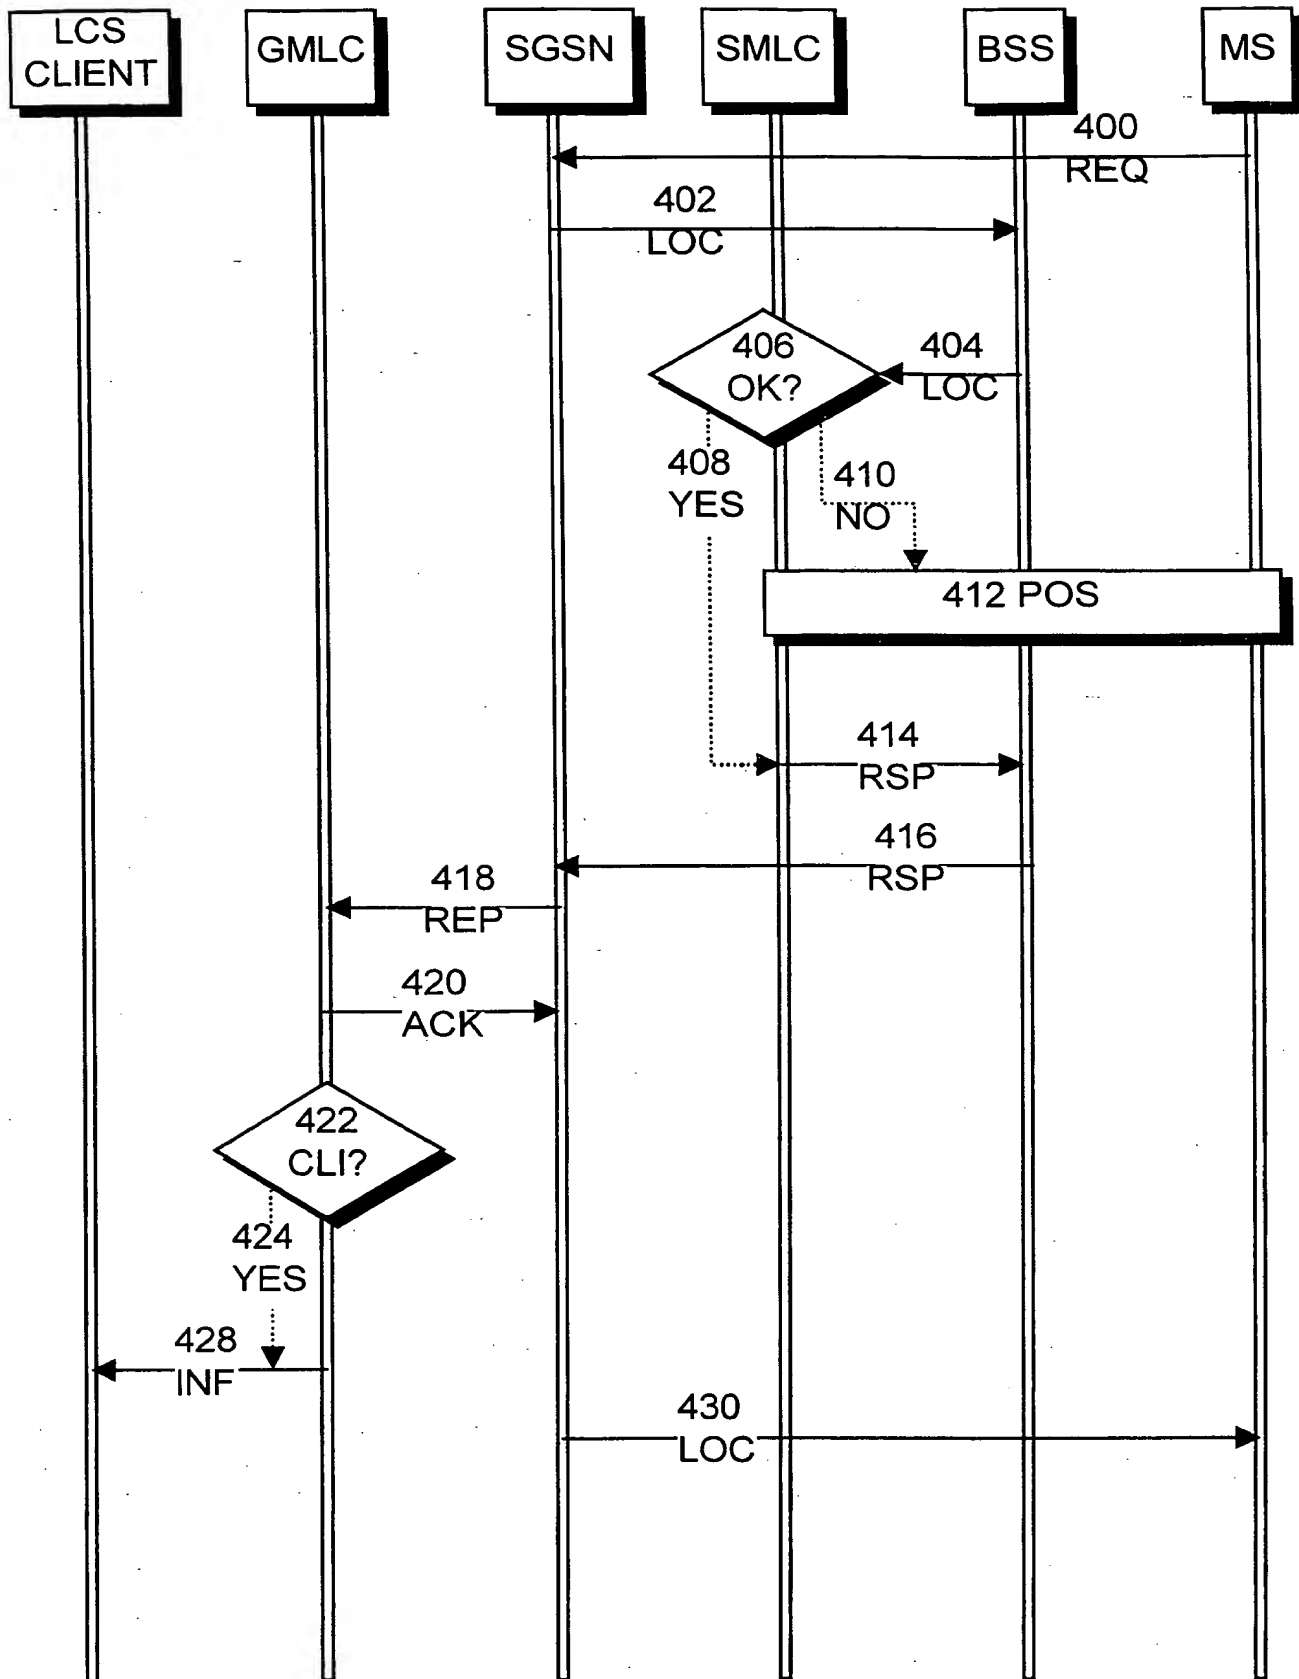 LCS
CLIENT
GMLC
SGSN
SMLC
BSS
MS
400
REQ
402
LOC
406
OK?
404
LOC
408
YES
410
NO
412 POS
414
RSP
416
RSP
418
REP
420
ACK
422
CLI?
424
YES
428
INF
430
LOC